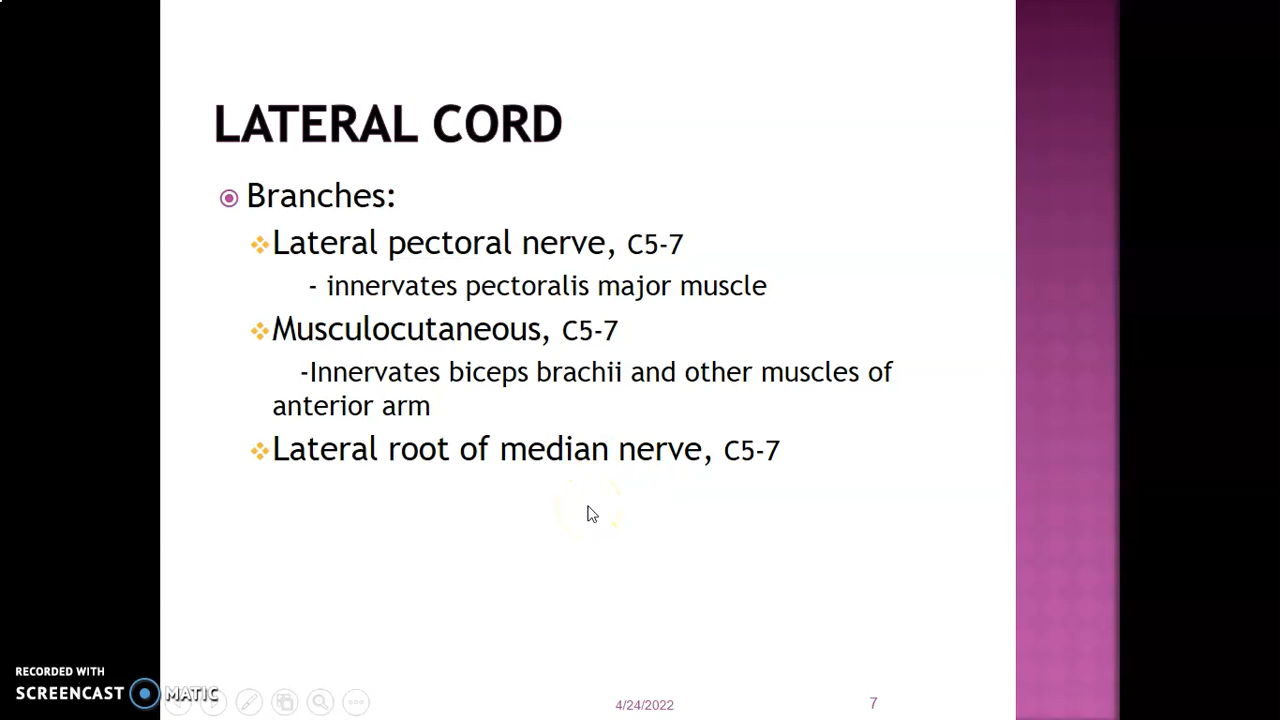 LATERAL CORD
Branches:
Lateral pectoral nerve, C5-7
- innervates pectoralis major muscle
Musculocutaneous, C5-7
-Innervates biceps brachii and other muscles of
anterior arm
Lateral root of median nerve, C5-7
RECORDED WITH
SCREENCAST MATIC
4/24/2022
7